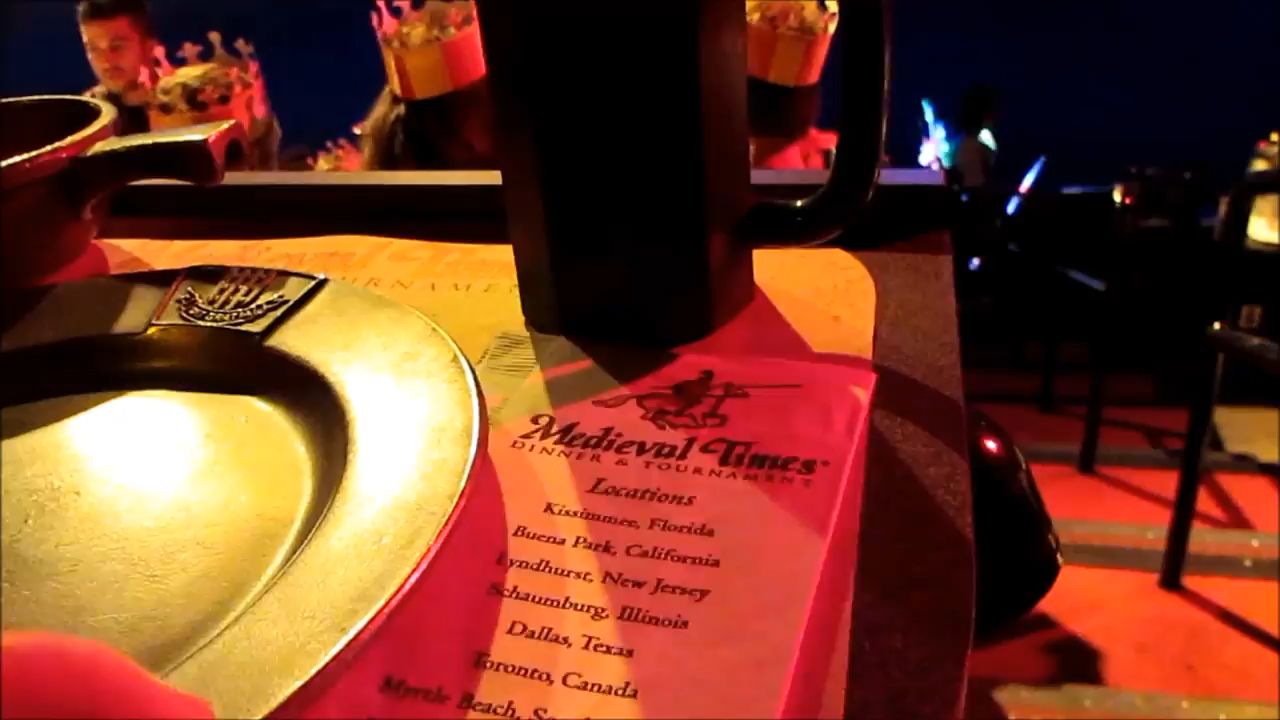 Medieval Times
DINNER & TOURNAMENT
Locations
Kissimmee, Florida
Buena Park, California
Lyndhurst, New Jersey
Schaumburg, Illinois
Dallas, Texas
Toronto, Canada
Myrtle Beach,